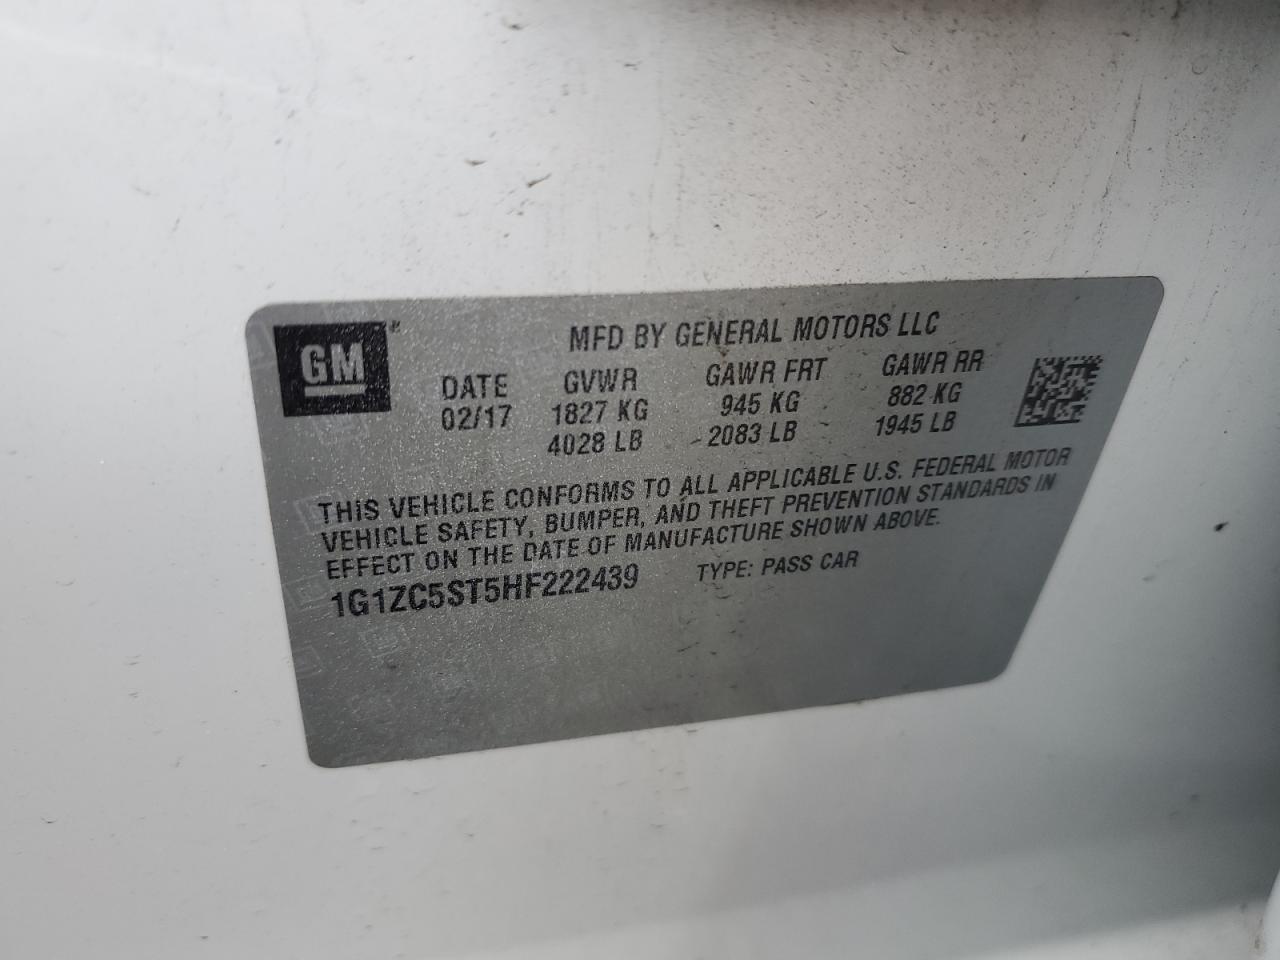 GM®
MFD BY GENERAL MOTORS LLC
DATE GVWR GAWR FRT GAWR RR
02/17 1827 KG 945 KG 882 KG
4028 LB 2083 LB 1945 LB
THIS VEHICLE CONFORMS TO ALL APPLICABLE U.S. FEDERAL MOTOR
VEHICLE SAFETY, BUMPER, AND THEFT PREVENTION STANDARDS IN
EFFECT ON THE DATE OF MANUFACTURE SHOWN ABOVE.
1G1ZC5ST5HF222439 TYPE: PASS CAR